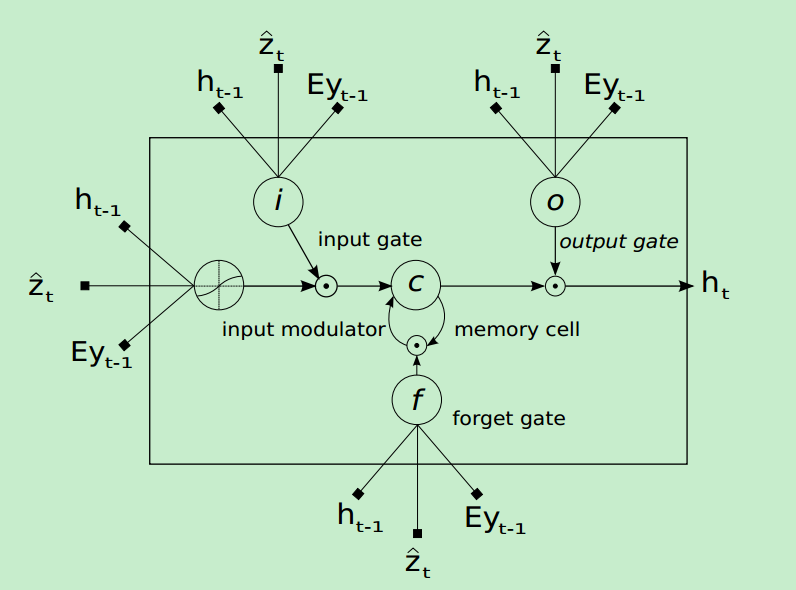 ẑt
ẑt
ht-1
Eyt-1
ht-1
Eyt-1
i
o
ht-1
input gate
output gate
ẑt
c
ht
input modulator
memory cell
Eyt-1
f
forget gate
ht-1
Eyt-1
ẑt